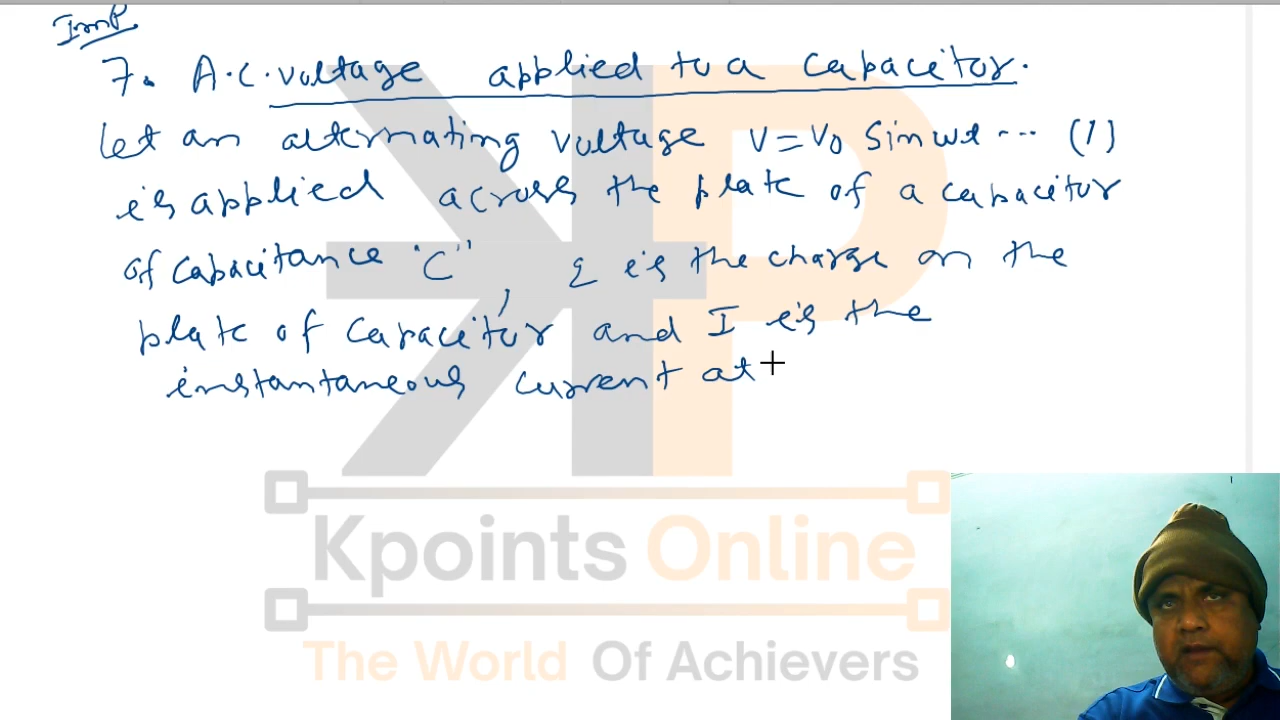 Imp.
7. A.C. voltage applied to a capacitor.
Let an alternating voltage V = V0 Sin wt --- (1)
is applied across the plate of a capacitor
of capacitance "C", q is the charge on the
plate of capacitor and I is the
instantaneous current at
Kpoints Online
The World Of Achievers